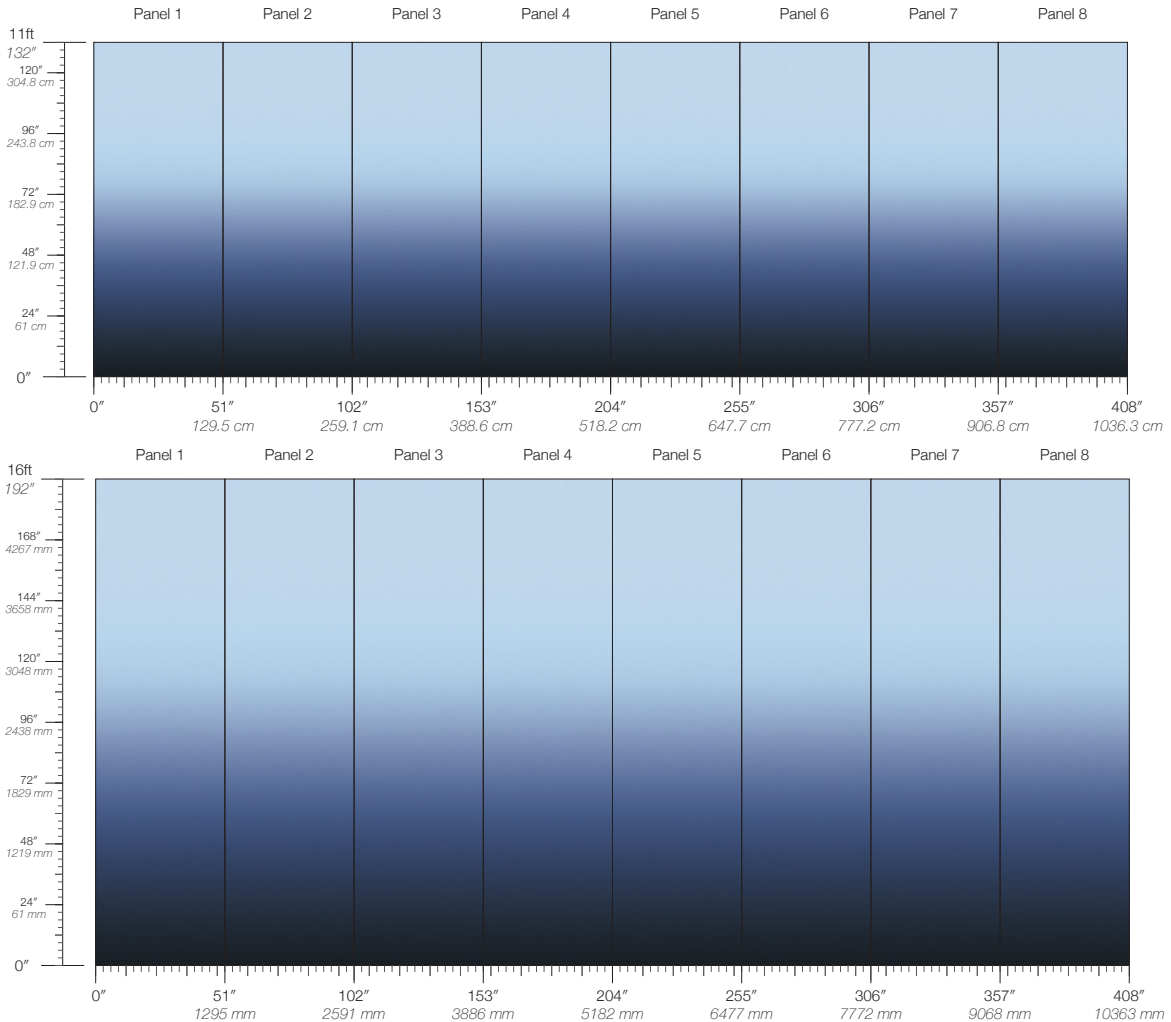 Panel 1 Panel 2 Panel 3 Panel 4 Panel 5 Panel 6 Panel 7 Panel 8
11ft
132″
120″
304.8 cm
96″
243.8 cm
72″
182.9 cm
48″
121.9 cm
24″
61 cm
0″
0″ 51″ 102″ 153″ 204″ 255″ 306″ 357″ 408″
129.5 cm 259.1 cm 388.6 cm 518.2 cm 647.7 cm 777.2 cm 906.8 cm 1036.3 cm
Panel 1 Panel 2 Panel 3 Panel 4 Panel 5 Panel 6 Panel 7 Panel 8
16ft
192″
168″
4267 mm
144″
3658 mm
120″
3048 mm
96″
2438 mm
72″
1829 mm
48″
1219 mm
24″
61 mm
0″
0″ 51″ 102″ 153″ 204″ 255″ 306″ 357″ 408″
1295 mm 2591 mm 3886 mm 5182 mm 6477 mm 7772 mm 9068 mm 10363 mm